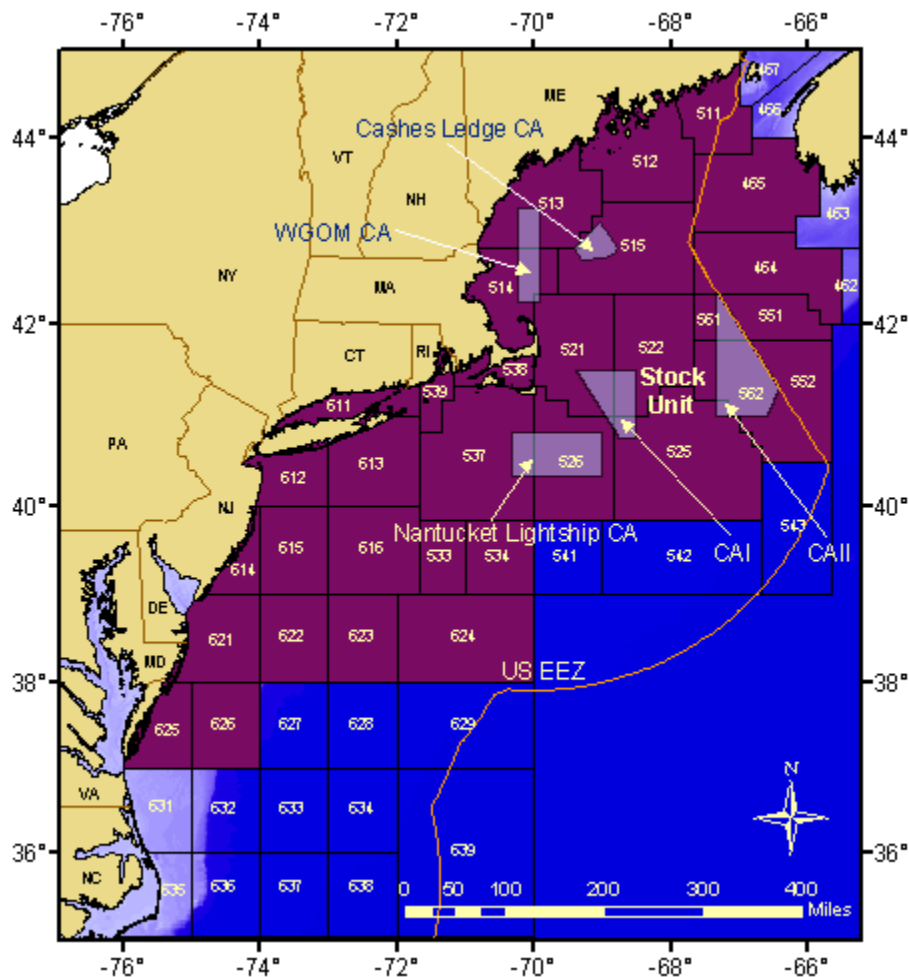 -76° -74° -72° -70° -68° -66°
467
ME
511
466
44°
44°
Cashes Ledge CA
VT
512
465
NH
513
463
WGOM CA
515
NY
464
462
MA
514
42°
42°
561
551
CT
RI
521
522
538
Stock
552
539
562
Unit
611
PA
537
526
525
613
612
40°
40°
NJ
Nantucket Lightship CA
543
615
616
533
534
541
542
CAI
CAII
614
DE
621
622
623
624
MD
US EEZ
38°
38°
625
626
627
628
629
N
VA
631
632
633
634
36°
639
36°
NC
635
636
637
638
0 50 100 200 300 400
Miles
-76° -74° -72° -70° -68° -66°